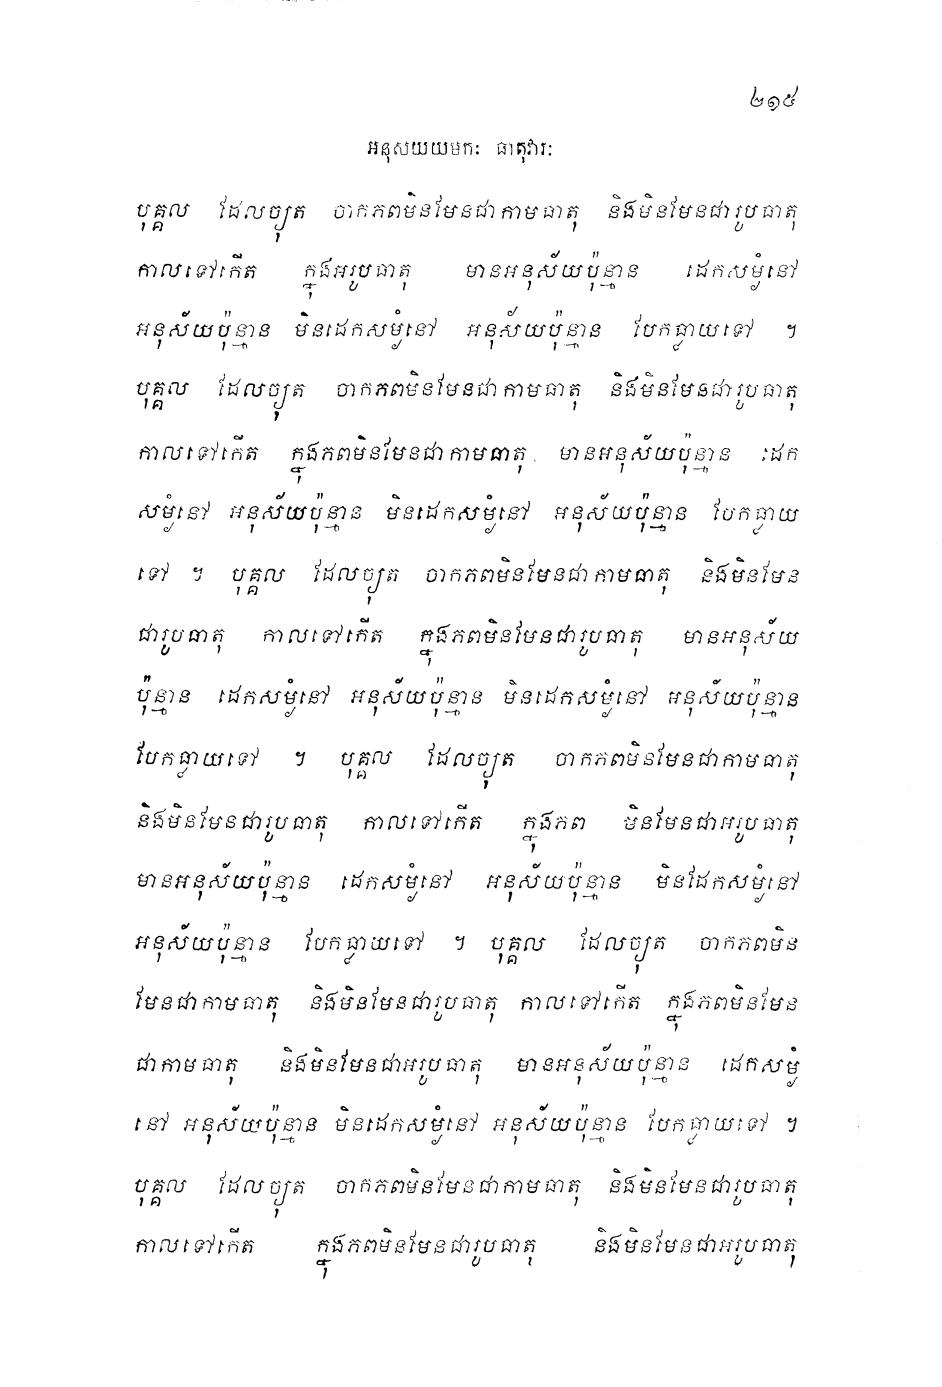 ២១៥
អនុសយយមកៈ ធាតុវារៈ
បុគ្គល ដែលច្យុត ចាកភពមិនមែនជាកាមធាតុ និងមិនមែនជារូបធាតុ
កាលទៅកើត ក្នុងអរូបធាតុ មានអនុស័យប៉ុន្មាន ដេកសម្ងំនៅ
អនុស័យប៉ុន្មាន មិនដេកសម្ងំនៅ អនុស័យប៉ុន្មាន បែកធ្លាយទៅ ។
បុគ្គល ដែលច្យុត ចាកភពមិនមែនជាកាមធាតុ និងមិនមែនជារូបធាតុ
កាលទៅកើត ក្នុងភពមិនមែនជាកាមធាតុ មានអនុស័យប៉ុន្មាន ដេក
សម្ងំនៅ អនុស័យប៉ុន្មាន មិនដេកសម្ងំនៅ អនុស័យប៉ុន្មាន បែកធ្លាយ
ទៅ ។ បុគ្គល ដែលច្យុត ចាកភពមិនមែនជាកាមធាតុ និងមិនមែន
ជារូបធាតុ កាលទៅកើត ក្នុងភពមិនមែនជារូបធាតុ មានអនុស័យ
ប៉ុន្មាន ដេកសម្ងំនៅ អនុស័យប៉ុន្មាន មិនដេកសម្ងំនៅ អនុស័យប៉ុន្មាន
បែកធ្លាយទៅ ។ បុគ្គល ដែលច្យុត ចាកភពមិនមែនជាកាមធាតុ
និងមិនមែនជារូបធាតុ កាលទៅកើត ក្នុងភព មិនមែនជាអរូបធាតុ
មានអនុស័យប៉ុន្មាន ដេកសម្ងំនៅ អនុស័យប៉ុន្មាន មិនដែកសម្ងំនៅ
អនុស័យប៉ុន្មាន បែកធ្លាយទៅ ។ បុគ្គល ដែលច្យុត ចាកភពមិន
មែនជាកាមធាតុ និងមិនមែនជារូបធាតុ កាលទៅកើត ក្នុងភពមិនមែន
ជាកាមធាតុ និងមិនមែនជាអរូបធាតុ មានអនុស័យប៉ុន្មាន ដេកសម្ងំ
នៅ អនុស័យប៉ុន្មាន មិនដេកសម្ងំនៅ អនុស័យប៉ុន្មាន បែកធ្លាយទៅ ។
បុគ្គល ដែលច្យុត ចាកភពមិនមែនជាកាមធាតុ និងមិនមែនជារូបធាតុ
កាលទៅកើត ក្នុងភពមិនមែនជារូបធាតុ និងមិនមែនជាអរូបធាតុ